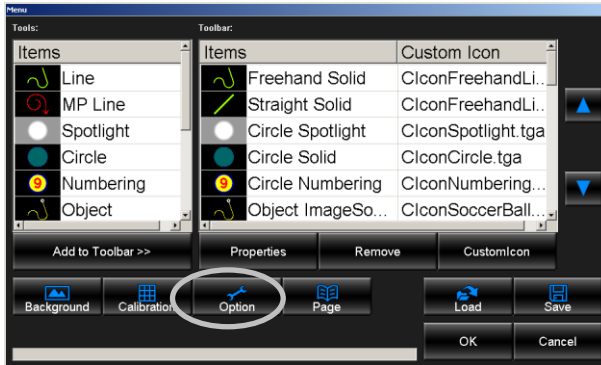 Menu
Tools:
Toolbar:
Items
Items Custom Icon
Line
Freehand Solid CIconFreehandLi...
MP Line
Straight Solid CIconFreehandLi...
Spotlight
Circle Spotlight CIconSpotlight.tga
Circle
Circle Solid CIconCircle.tga
9 Numbering
9 Circle Numbering CIconNumbering...
Object
Object ImageSo... CIconSoccerBall...
Add to Toolbar >>
Properties
Remove
CustomIcon
Background
Calibration
Option
Page
Load
Save
OK
Cancel